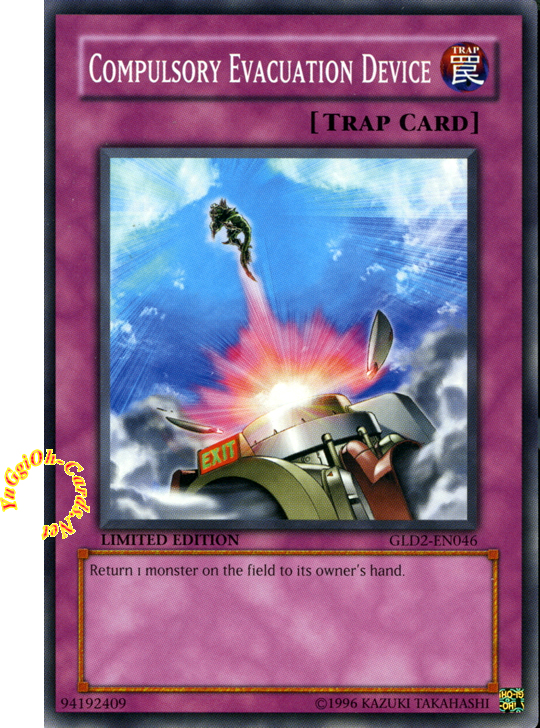 COMPULSORY EVACUATION DEVICE
TRAP
罠
[TRAP CARD]
EXIT
YuGgiOh-Cards.Net
LIMITED EDITION GLD2-EN046
Return 1 monster on the field to its owner's hand.
94192409 ©1996 KAZUKI TAKAHASHI